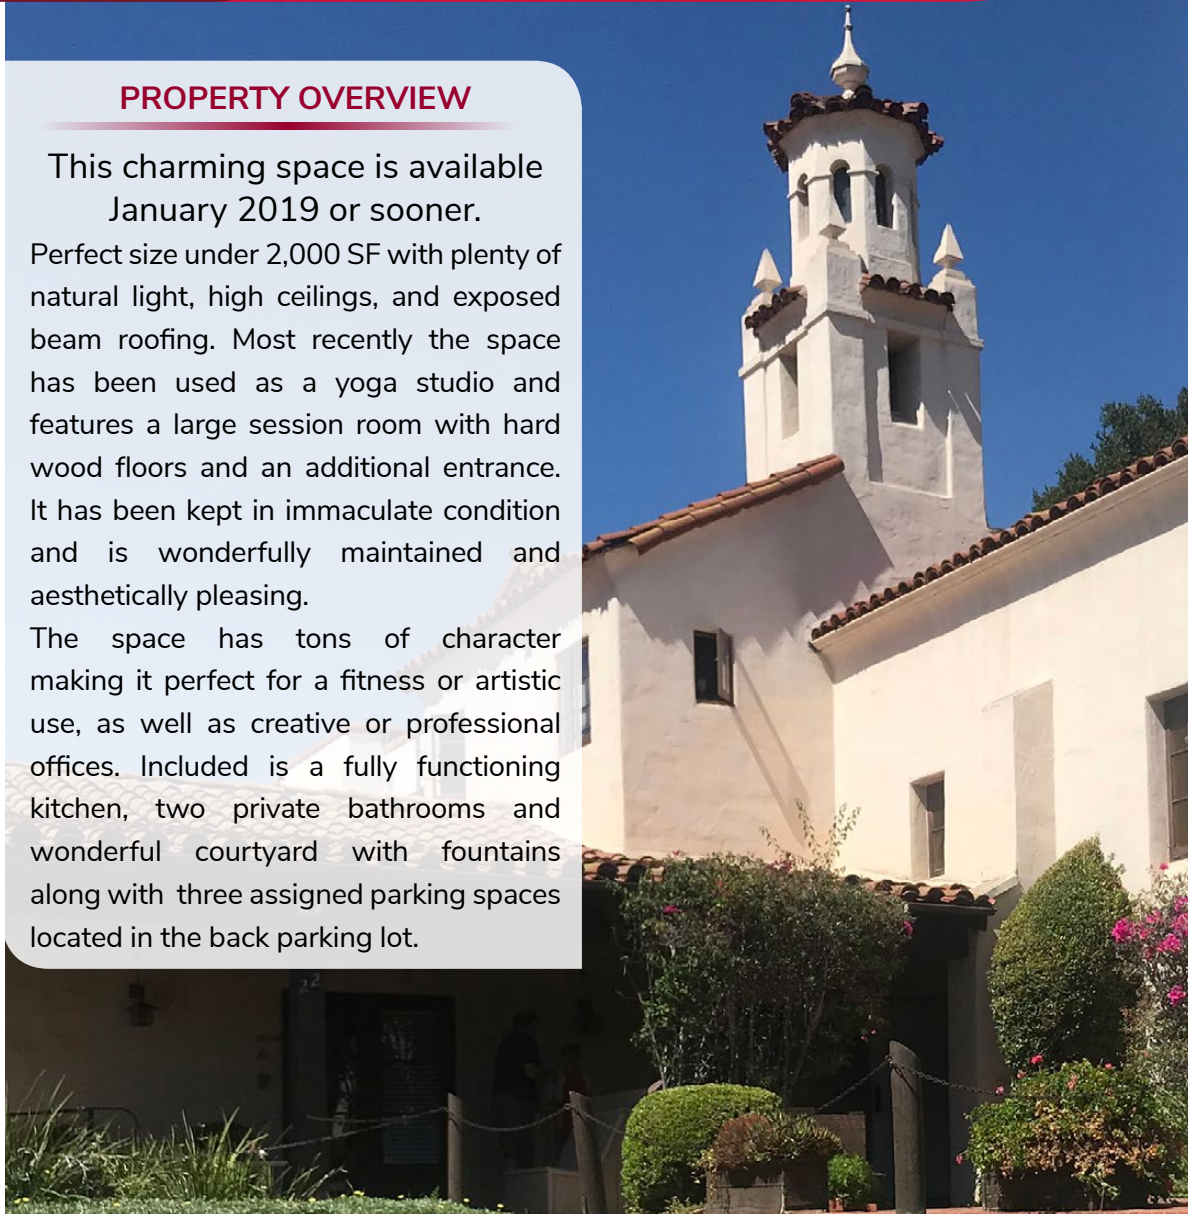 PROPERTY OVERVIEW
This charming space is available
January 2019 or sooner.
Perfect size under 2,000 SF with plenty of
natural light, high ceilings, and exposed
beam roofing. Most recently the space
has been used as a yoga studio and
features a large session room with hard
wood floors and an additional entrance.
It has been kept in immaculate condition
and is wonderfully maintained and
aesthetically pleasing.
The space has tons of character
making it perfect for a fitness or artistic
use, as well as creative or professional
offices. Included is a fully functioning
kitchen, two private bathrooms and
wonderful courtyard with fountains
along with three assigned parking spaces
located in the back parking lot.